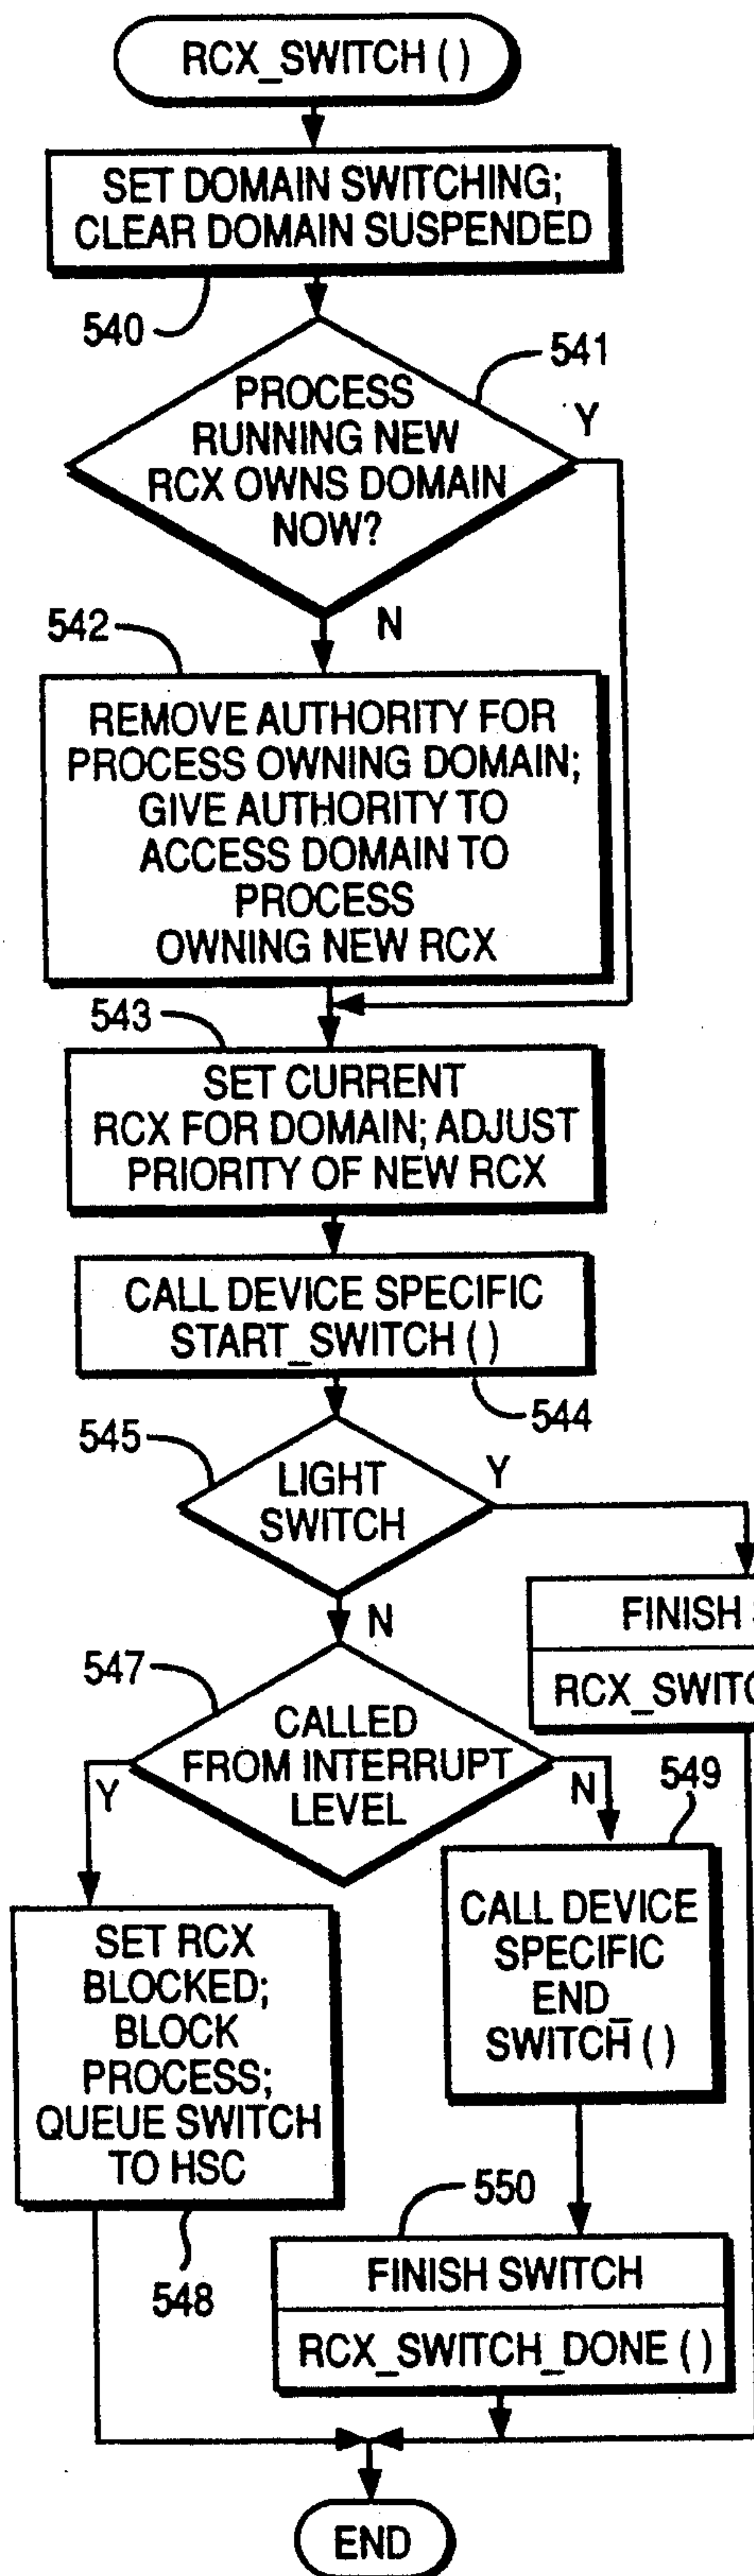 RCX_SWITCH ( )
SET DOMAIN SWITCHING;
CLEAR DOMAIN SUSPENDED
540
541
PROCESS
RUNNING NEW
RCX OWNS DOMAIN
NOW?
Y
N
542
REMOVE AUTHORITY FOR
PROCESS OWNING DOMAIN;
GIVE AUTHORITY TO
ACCESS DOMAIN TO
PROCESS
OWNING NEW RCX
543
SET CURRENT
RCX FOR DOMAIN; ADJUST
PRIORITY OF NEW RCX
CALL DEVICE SPECIFIC
START_SWITCH ( )
544
545
LIGHT
SWITCH
Y
N
FINISH
RCX_SWITC
547
CALLED
FROM INTERRUPT
LEVEL
Y
N
549
SET RCX
BLOCKED;
BLOCK
PROCESS;
QUEUE SWITCH
TO HSC
548
CALL DEVICE
SPECIFIC
END_
SWITCH ( )
550
FINISH SWITCH
RCX_SWITCH_DONE ( )
END